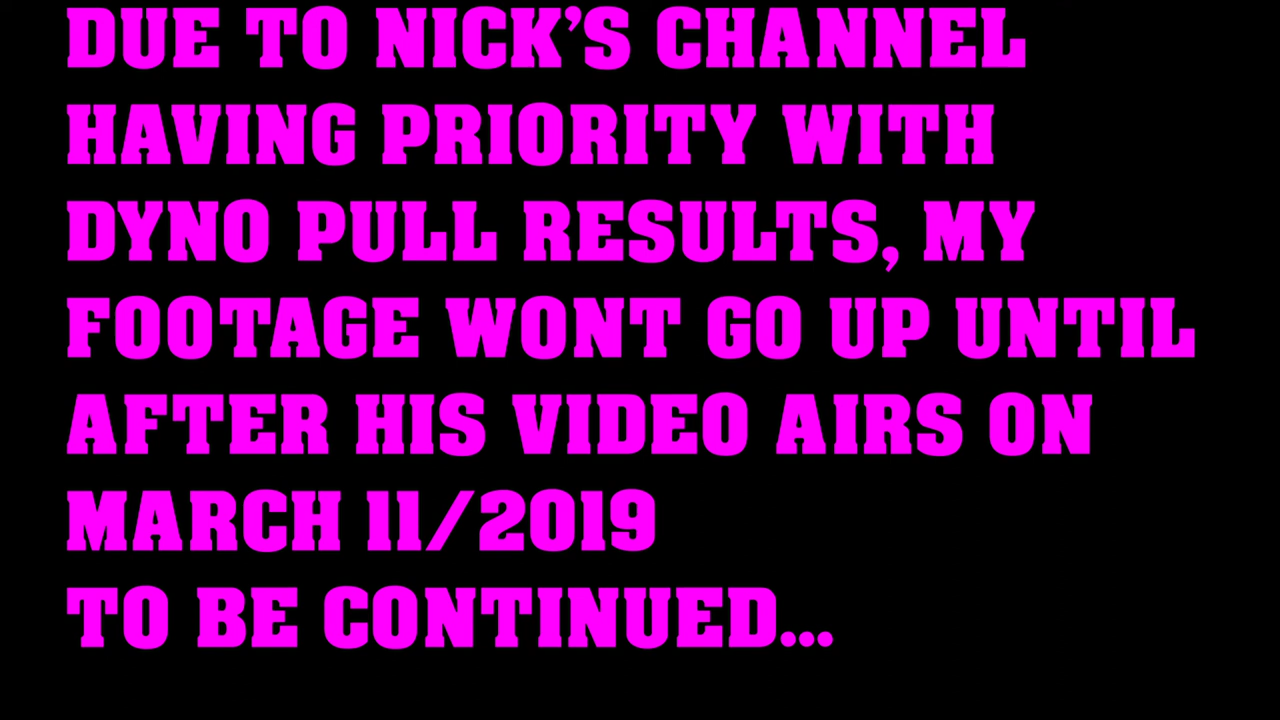 DUE TO NICK’S CHANNEL
HAVING PRIORITY WITH
DYNO PULL RESULTS, MY
FOOTAGE WONT GO UP UNTIL
AFTER HIS VIDEO AIRS ON
MARCH 11/2019
TO BE CONTINUED...